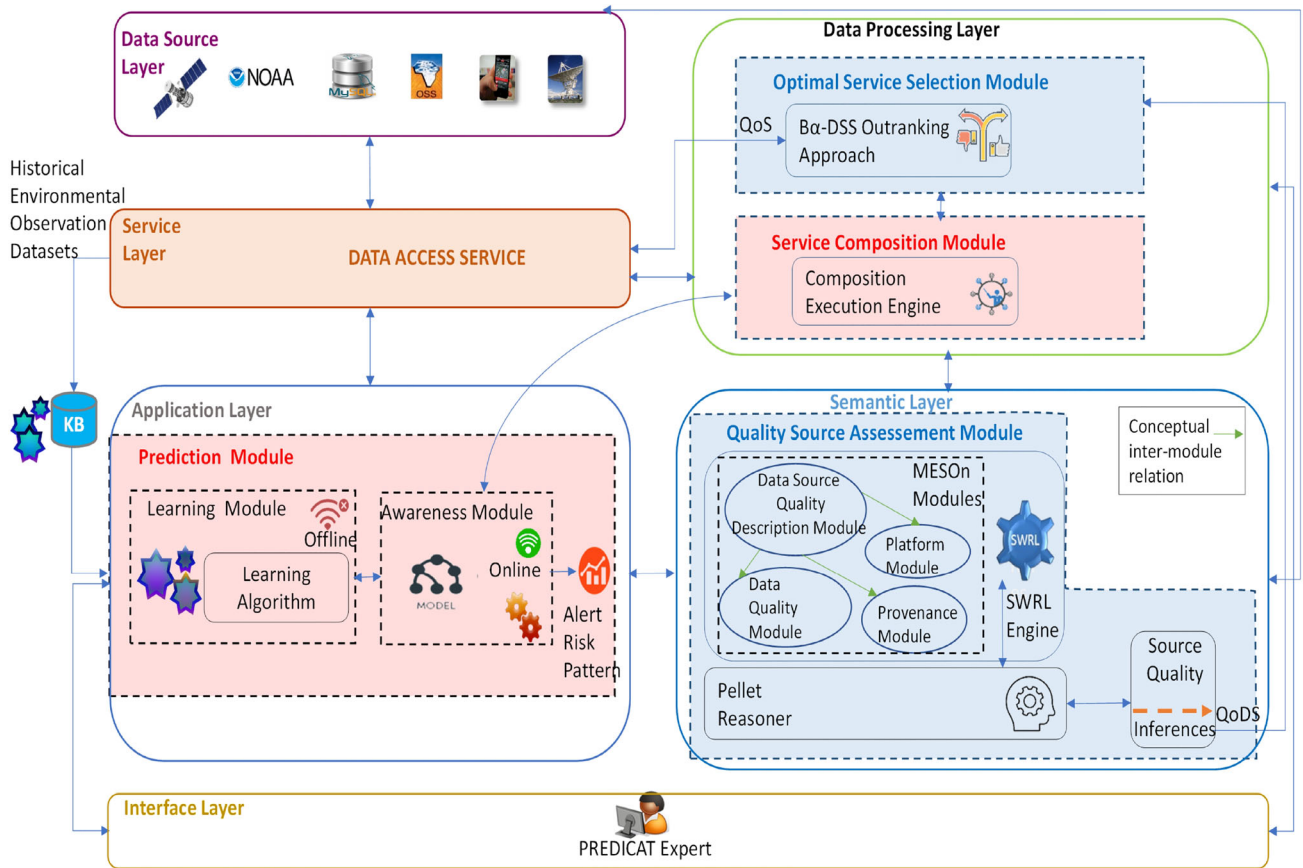 Data Source
Layer
NOAA
MySQL
OSS
Historical
Environmental
Observation
Datasets
Service
Layer
DATA ACCESS SERVICE
Data Processing Layer
Optimal Service Selection Module
QoS
Bα-DSS Outranking
Approach
Service Composition Module
Composition
Execution Engine
KB
Application Layer
Prediction Module
Learning Module
Offline
Learning
Algorithm
Awareness Module
MODEL
Online
Alert
Risk
Pattern
Semantic Layer
Quality Source Assessement Module
MESOn
Modules
Data Source
Quality
Description Module
Platform
Module
Data
Quality
Module
Provenance
Module
SWRL
SWRL
Engine
Pellet
Reasoner
Source
Quality
Inferences
QoDS
Conceptual
inter-module
relation
Interface Layer
PREDICAT Expert